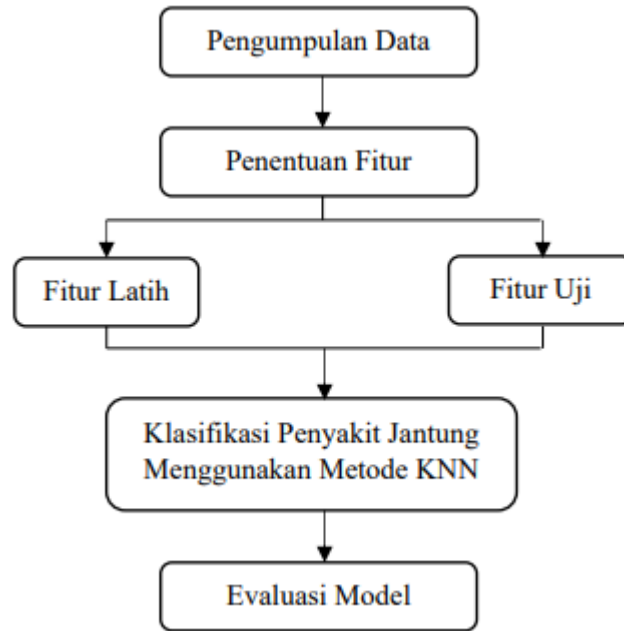 Pengumpulan Data
Penentuan Fitur
Fitur Latih
Fitur Uji
Klasifikasi Penyakit Jantung
Menggunakan Metode KNN
Evaluasi Model